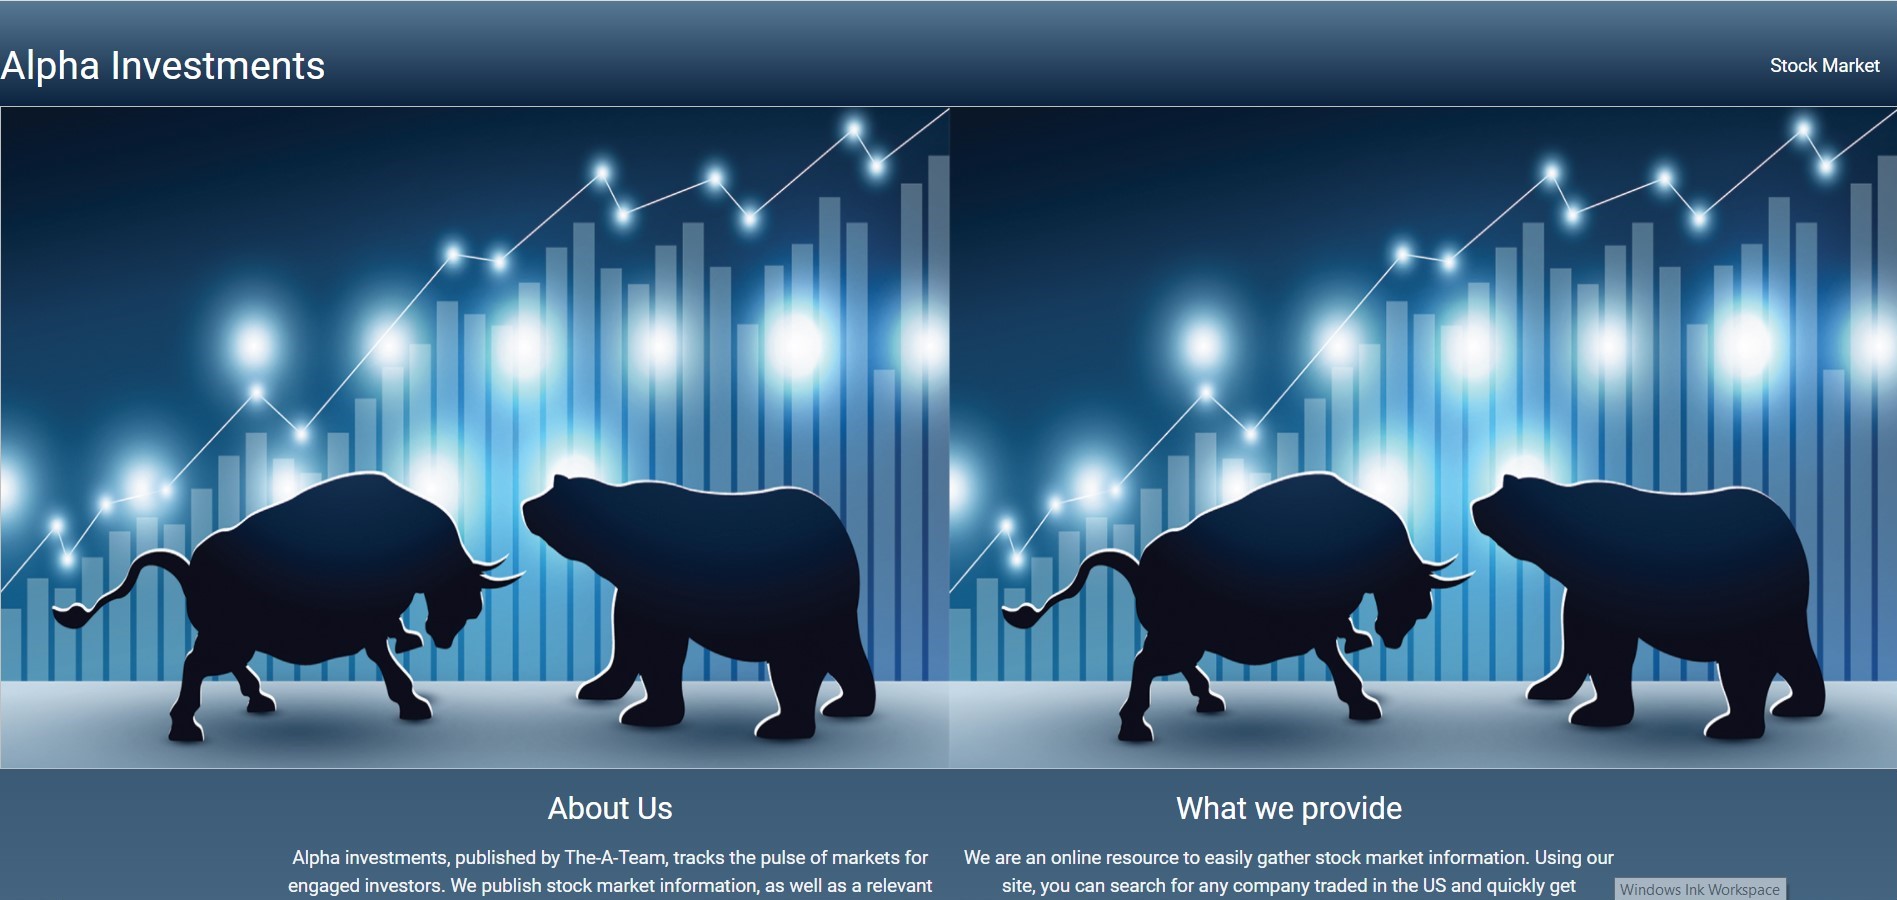 Alpha Investments
Stock Market
About Us
Alpha investments, published by The-A-Team, tracks the pulse of markets for
engaged investors. We publish stock market information, as well as a relevant
What we provide
We are an online resource to easily gather stock market information. Using our
site, you can search for any company traded in the US and quickly get
Windows Ink Workspace